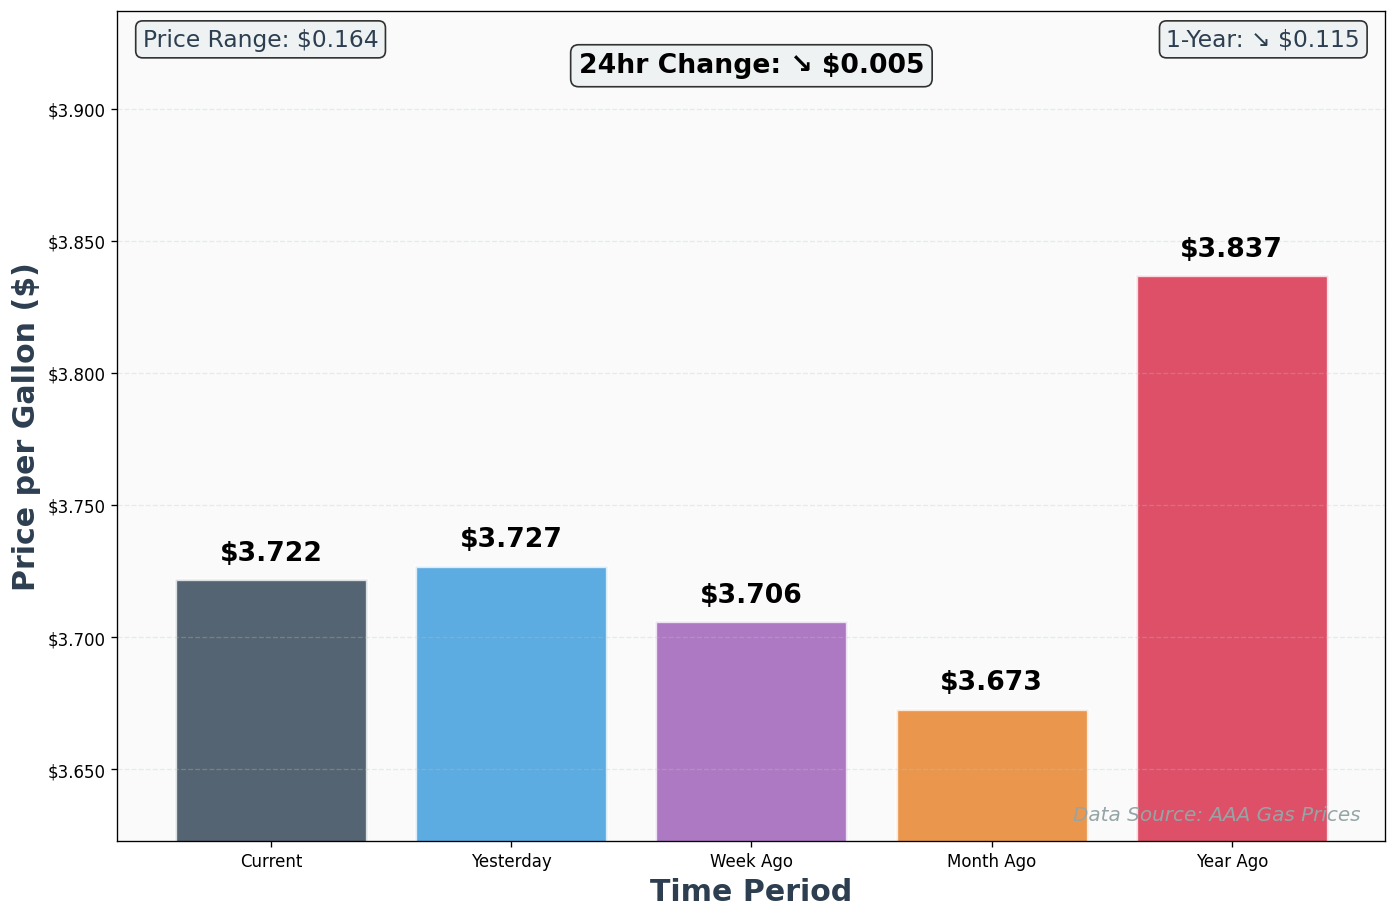 Price Range: $0.164
1-Year: ↘ $0.115
24hr Change: ↘ $0.005
Price per Gallon ($)
$3.900
$3.850
$3.800
$3.750
$3.700
$3.650
$3.722
$3.727
$3.706
$3.673
$3.837
Data Source: AAA Gas Prices
Current
Yesterday
Week Ago
Month Ago
Year Ago
Time Period